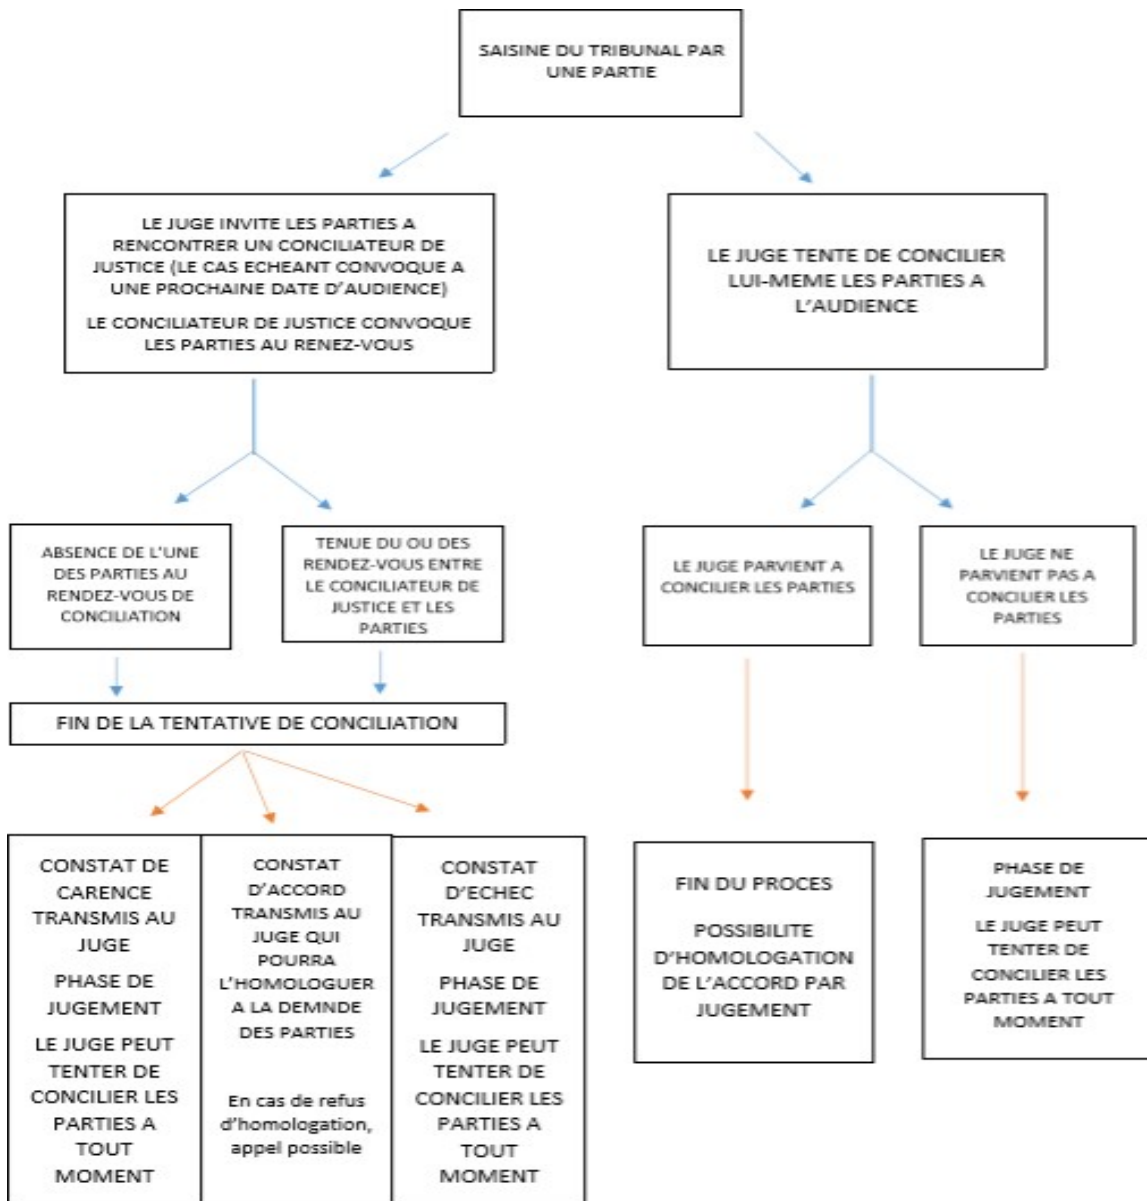 SAISINE DU TRIBUNAL PAR
UNE PARTIE
LE JUGE INVITE LES PARTIES A
RENCONTRER UN CONCILIATEUR DE
JUSTICE (LE CAS ECHEANT CONVOQUE A
UNE PROCHAINE DATE D'AUDIENCE)
LE CONCILIATEUR DE JUSTICE CONVOQUE
LES PARTIES AU RENEZ-VOUS
LE JUGE TENTE DE CONCILIER
LUI-MEME LES PARTIES A
L'AUDIENCE
ABSENCE DE L'UNE
DES PARTIES AU
RENDEZ-VOUS DE
CONCILIATION
TENUE DU OU DES
RENDEZ-VOUS ENTRE
LE CONCILIATEUR DE
JUSTICE ET LES
PARTIES
LE JUGE PARVIENT A
CONCILIER LES PARTIES
LE JUGE NE
PARVIENT PAS A
CONCILIER LES
PARTIES
FIN DE LA TENTATIVE DE CONCILIATION
CONSTAT DE
CARENCE
TRANSMIS AU
JUGE
PHASE DE
JUGEMENT
LE JUGE PEUT
TENTER DE
CONCILIER LES
PARTIES A
TOUT
MOMENT
CONSTAT
D'ACCORD
TRANSMIS AU
JUGE QUI
POURRA
L'HOMOLOGUER
A LA DEMNDE
DES PARTIES
En cas de refus
d'homologation,
appel possible
CONSTAT
D'ECHEC
TRANSMIS AU
JUGE
PHASE DE
JUGEMENT
LE JUGE PEUT
TENTER DE
CONCILIER LES
PARTIES A
TOUT
MOMENT
FIN DU PROCES
POSSIBILITE
D'HOMOLOGATION
DE L'ACCORD PAR
JUGEMENT
PHASE DE
JUGEMENT
LE JUGE PEUT
TENTER DE
CONCILIER LES
PARTIES A TOUT
MOMENT